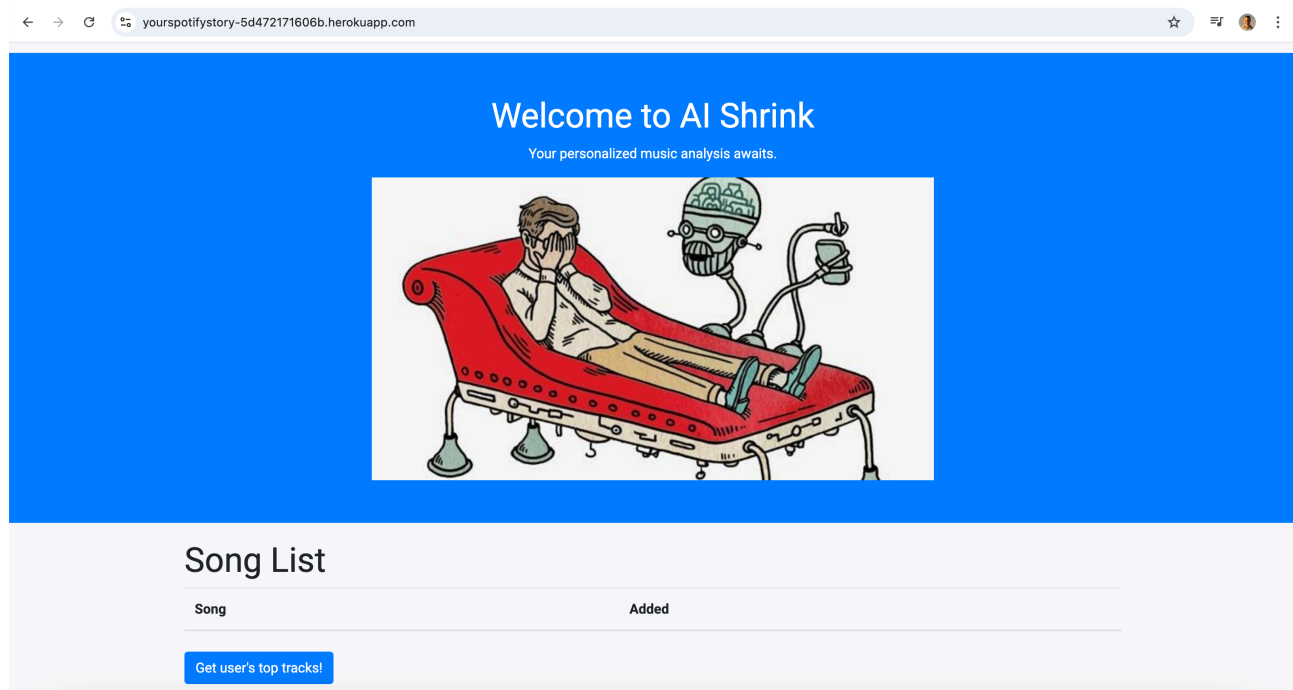 yourspotifystory-5d472171606b.herokuapp.com
Welcome to AI Shrink
Your personalized music analysis awaits.
Song List
Song Added
Get user's top tracks!